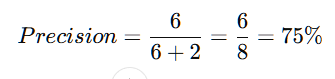 Precision = 6/(6 + 2) = 6/8 = 75%